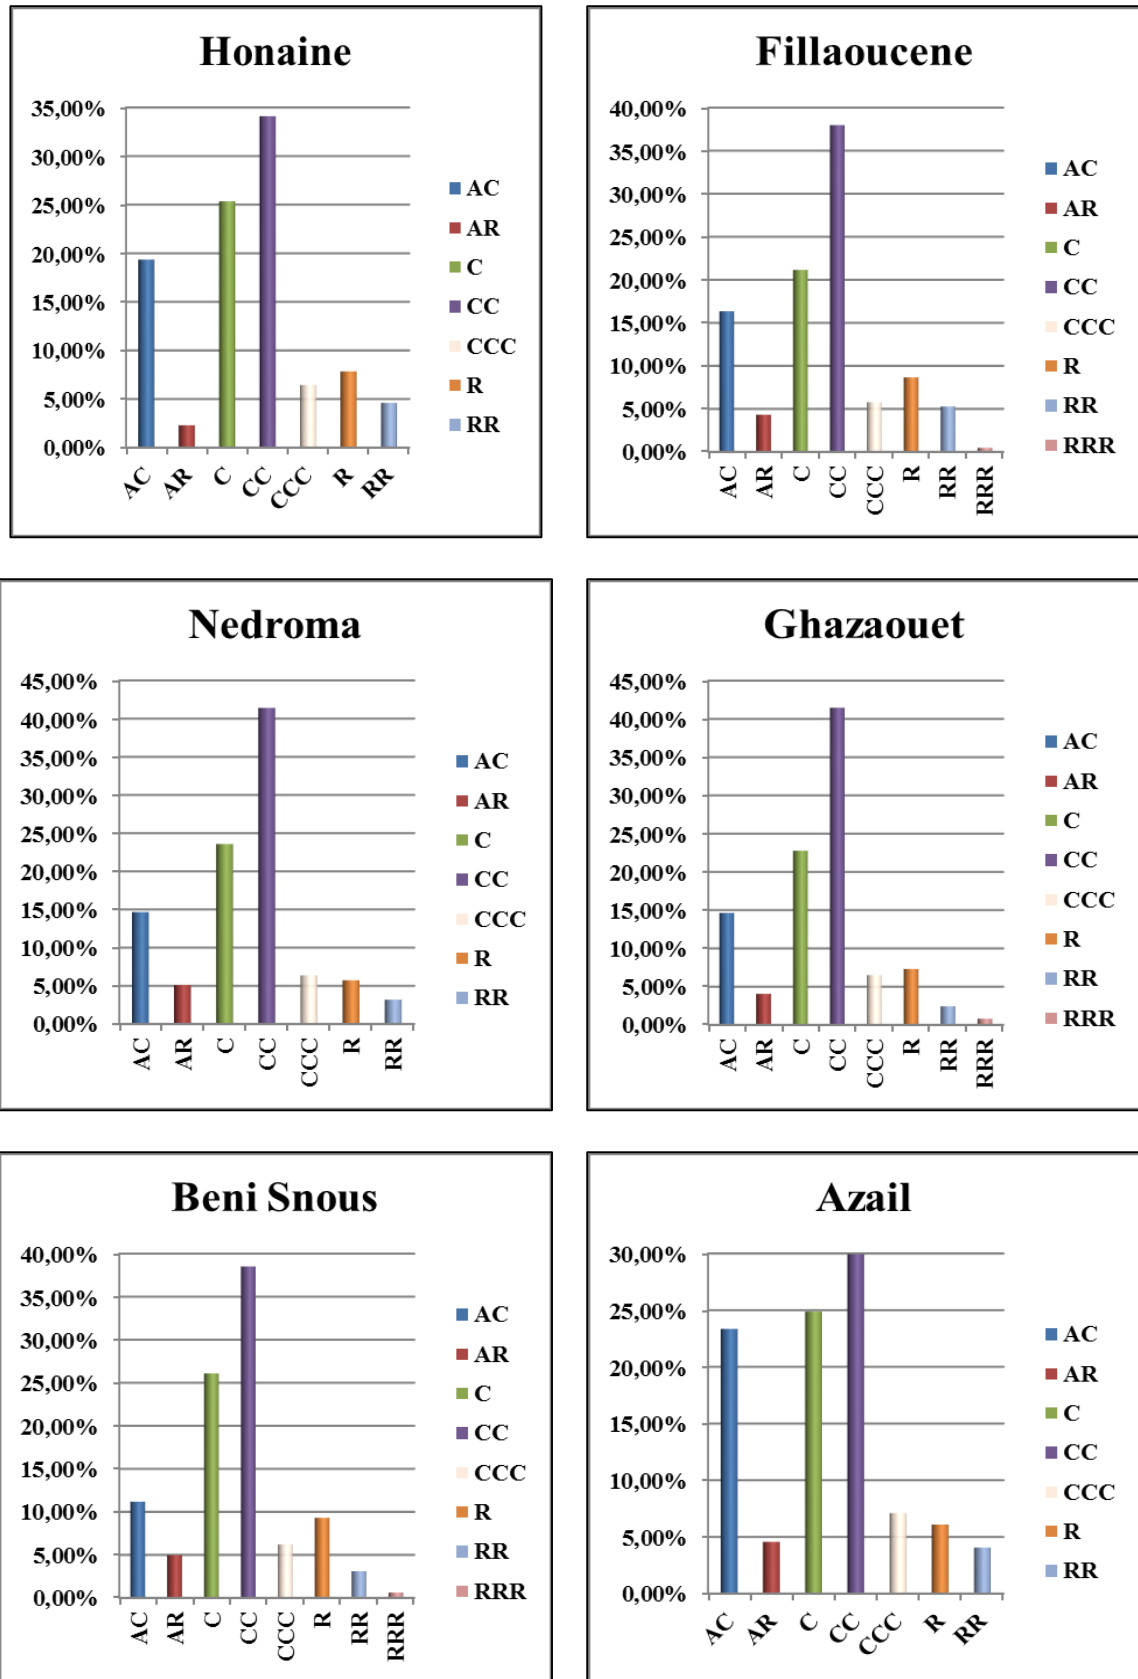 Honaine
35,00%
30,00%
25,00%
20,00%
15,00%
10,00%
5,00%
0,00%
AC AR C CC CCC R RR
AC
AR
C
CC
CCC
R
RR
Fillaoucene
40,00%
35,00%
30,00%
25,00%
20,00%
15,00%
10,00%
5,00%
0,00%
AC AR C CC CCC R RR RRR
AC
AR
C
CC
CCC
R
RR
RRR
Nedroma
45,00%
40,00%
35,00%
30,00%
25,00%
20,00%
15,00%
10,00%
5,00%
0,00%
AC AR C CC CCC R RR
AC
AR
C
CC
CCC
R
RR
Ghazaouet
45,00%
40,00%
35,00%
30,00%
25,00%
20,00%
15,00%
10,00%
5,00%
0,00%
AC AR C CC CCC R RR RRR
AC
AR
C
CC
CCC
R
RR
RRR
Beni Snous
40,00%
35,00%
30,00%
25,00%
20,00%
15,00%
10,00%
5,00%
0,00%
AC AR C CC CCC R RR RRR
AC
AR
C
CC
CCC
R
RR
RRR
Azail
30,00%
25,00%
20,00%
15,00%
10,00%
5,00%
0,00%
AC AR C CC CCC R RR
AC
AR
C
CC
CCC
R
RR